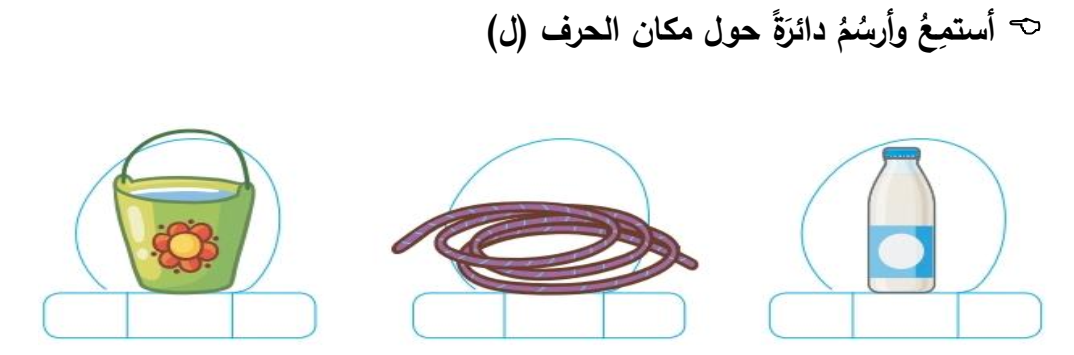 ☜ أستمِعُ وأرسُمُ دائرَةً حول مكان الحرف (ل)